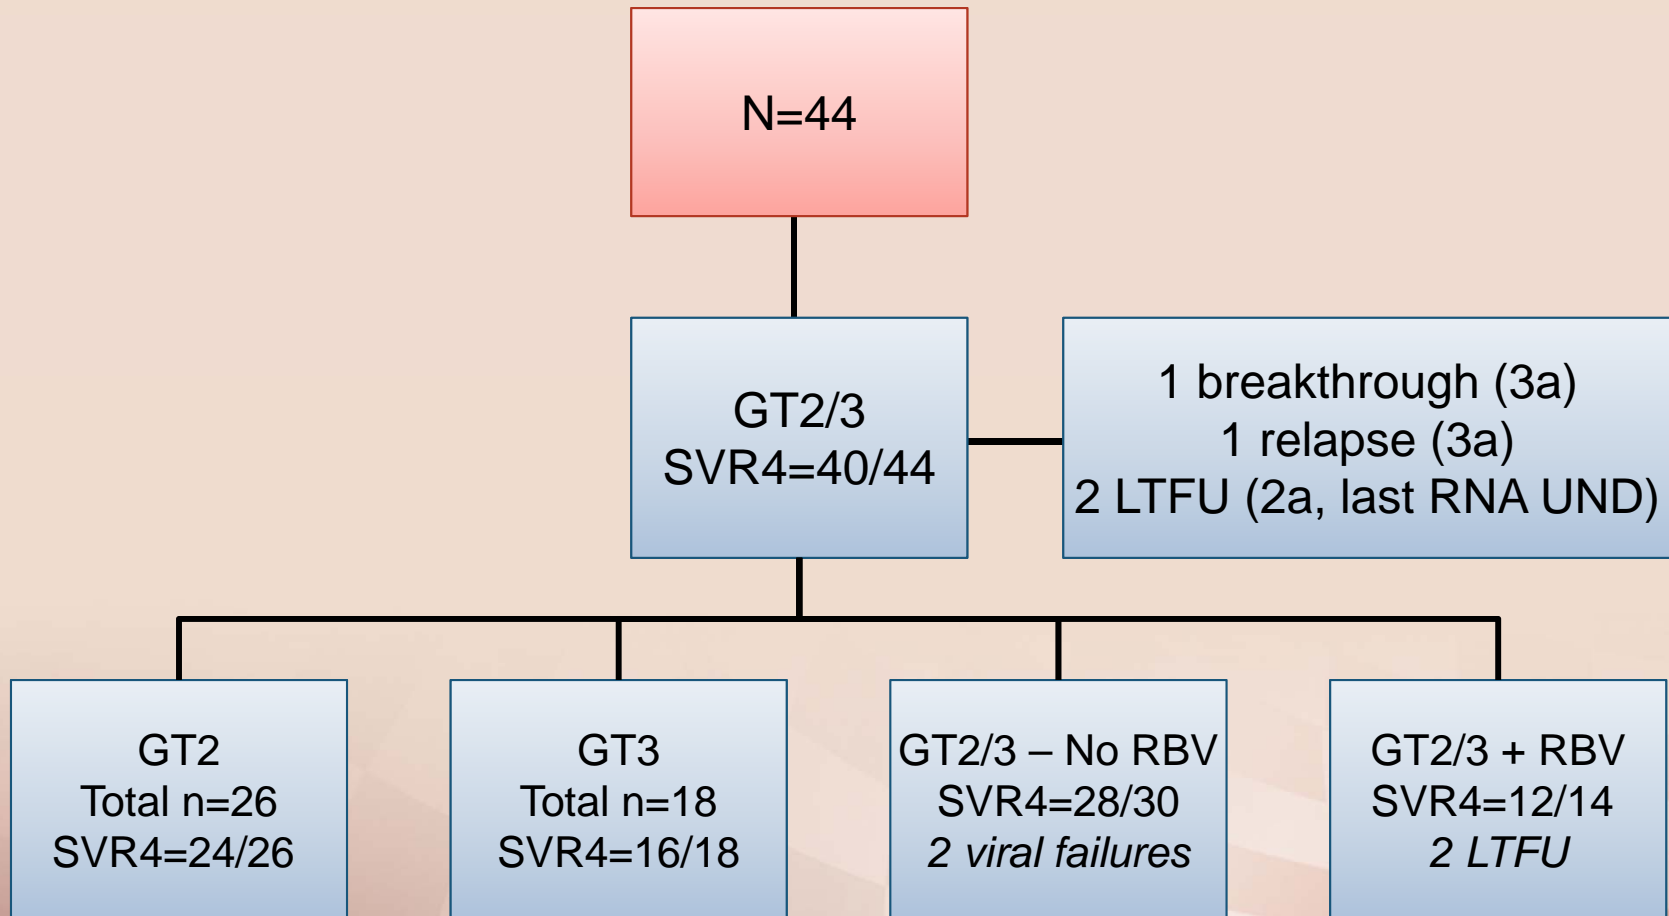 N=44
GT2/3
SVR4=40/44
1 breakthrough (3a)
1 relapse (3a)
2 LTFU (2a, last RNA UND)
GT2
Total n=26
SVR4=24/26
GT3
Total n=18
SVR4=16/18
GT2/3 – No RBV
SVR4=28/30
2 viral failures
GT2/3 + RBV
SVR4=12/14
2 LTFU